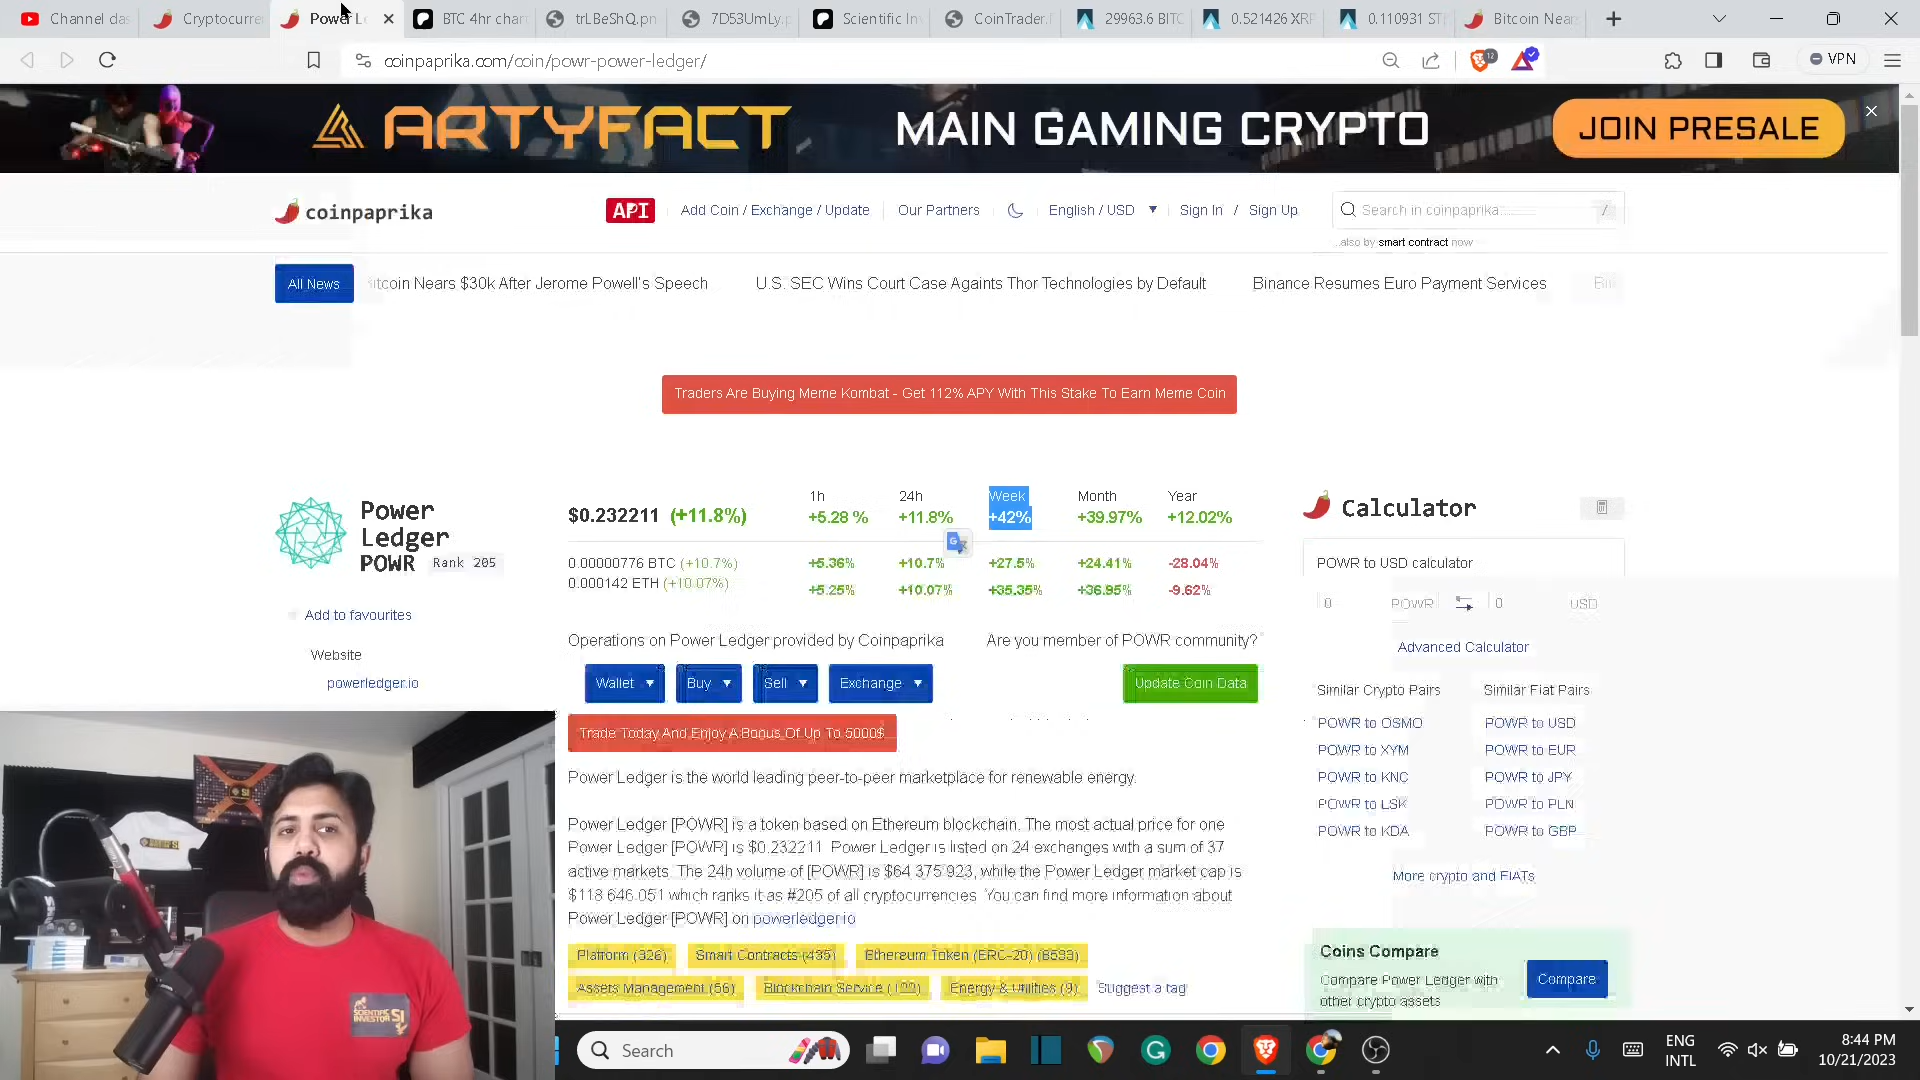 Channel das
Cryptocurre
Power Le
BTC 4hr char
trLBeShQ.pn
7D53UmLy.p
Scientific Inv
CoinTrader.
29963.6 BITC
0.521426 XRP
0.110931 ST
Bitcoin Near
coinpaprika.com/coin/powr-power-ledger/
12
VPN
ARTYFACT
MAIN GAMING CRYPTO
JOIN PRESALE
coinpaprika
API
Add Coin / Exchange / Update
Our Partners
English / USD
Sign In / Sign Up
Search in coinpaprika
/
also by smart contract now
All News
itcoin Nears $30k After Jerome Powell's Speech
U.S. SEC Wins Court Case Againts Thor Technologies by Default
Binance Resumes Euro Payment Services
Traders Are Buying Meme Kombat - Get 112% APY With This Stake To Earn Meme Coin
Power
Ledger
POWR Rank 205
$0.232211 (+11.8%)
1h 24h Week Month Year
+5.28 % +11.8% +42% +39.97% +12.02%
0.00000776 BTC (+10.7%) +5.36% +10.7% +27.5% +24.41% -28.04%
0.000142 ETH (+10.07%) +5.25% +10.07% +35.35% +36.95% -9.62%
Add to favourites
Website
powerledger.io
Operations on Power Ledger provided by Coinpaprika
Are you member of POWR community?
Wallet
Buy
Sell
Exchange
Update Coin Data
Trade Today And Enjoy A Bonus Of Up To 5000$
Power Ledger is the world leading peer-to-peer marketplace for renewable energy.
Power Ledger [POWR] is a token based on Ethereum blockchain. The most actual price for one
Power Ledger [POWR] is $0.232211. Power Ledger is listed on 24 exchanges with a sum of 37
active markets. The 24h volume of [POWR] is $64 375 923, while the Power Ledger market cap is
$118 646 051 which ranks it as #205 of all cryptocurrencies. You can find more information about
Power Ledger [POWR] on powerledger.io
Platform (326)
Smart Contracts (435)
Ethereum Token (ERC-20) (8533)
Assets Management (56)
Blockchain Service (
Energy & Utilities (9)
Suggest a tag
Calculator
POWR to USD calculator
0 POWR 0 USD
Advanced Calculator
Similar Crypto Pairs Similar Fiat Pairs
POWR to OSMO POWR to USD
POWR to XYM POWR to EUR
POWR to KNC POWR to JPY
POWR to LSK POWR to PLN
POWR to KDA POWR to GBP
More crypto and FIATs
Coins Compare
Compare Power Ledger with
other crypto assets
Compare
SI
SCIENTIFIC
INVESTOR SI
Search
ENG
INTL
8:44 PM
10/21/2023